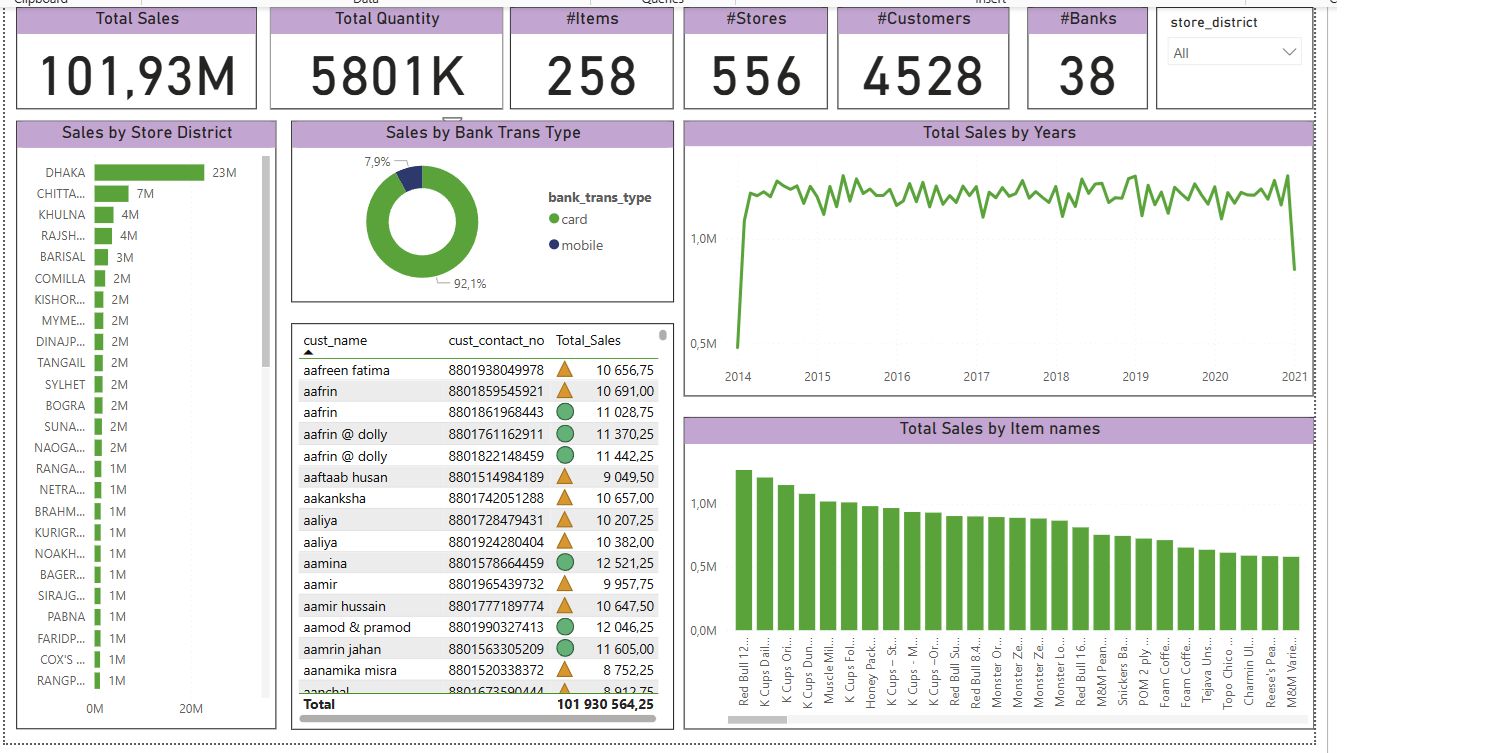 Clipboard Data Queries Insert
Total Sales
101,93M
Total Quantity
5801K
#Items
258
#Stores
556
#Customers
4528
#Banks
38
store_district
All
Sales by Store District
DHAKA 23M
CHITTA... 7M
KHULNA 4M
RAJSH... 4M
BARISAL 3M
COMILLA 2M
KISHOR... 2M
MYME... 2M
DINAJP... 2M
TANGAIL 2M
SYLHET 2M
BOGRA 2M
SUNA... 2M
NAOGA... 2M
RANGA... 1M
NETRA... 1M
BRAHM... 1M
KURIGR... 1M
NOAKH... 1M
BAGER... 1M
SIRAJG... 1M
PABNA 1M
FARIDP... 1M
COX'S ... 1M
RANGP... 1M
0M 20M
Sales by Bank Trans Type
7,9%
92,1%
bank_trans_type
card
mobile
cust_name cust_contact_no Total_Sales
aafreen fatima 8801938049978 10 656,75
aafrin 8801859545921 10 691,00
aafrin 8801861968443 11 028,75
aafrin @ dolly 8801761162911 11 370,25
aafrin @ dolly 8801822148459 11 442,25
aaftaab husan 8801514984189 9 049,50
aakanksha 8801742051288 10 657,00
aaliya 8801728479431 10 207,25
aaliya 8801924280404 10 382,00
aamina 8801578664459 12 521,25
aamir 8801965439732 9 957,75
aamir hussain 8801777189774 10 647,50
aamod & pramod 8801990327413 12 046,25
aamrin jahan 8801563305209 11 605,00
aanamika misra 8801520338372 8 752,25
aanchal 8801673590444 8 912,75
Total 101 930 564,25
Total Sales by Years
1,0M
0,5M
2014 2015 2016 2017 2018 2019 2020 2021
Total Sales by Item names
1,0M
0,5M
0,0M
Red Bull 12...
K Cups Dail...
K Cups Ori...
K Cups Dun...
Muscle Mil...
K Cups Fol...
Honey Pack...
K Cups – St...
K Cups - M...
K Cups –Or...
Red Bull Su...
Red Bull 8.4...
Monster Or...
Monster Ze...
Monster Ze...
Monster Lo...
Red Bull 16...
M&M Pean...
Snickers Ba...
POM 2 ply ...
Foam Coffe...
Foam Coffe...
Tejava Uns...
Topo Chico ...
Charmin Ul...
Reese's Pea...
M&M Varie...